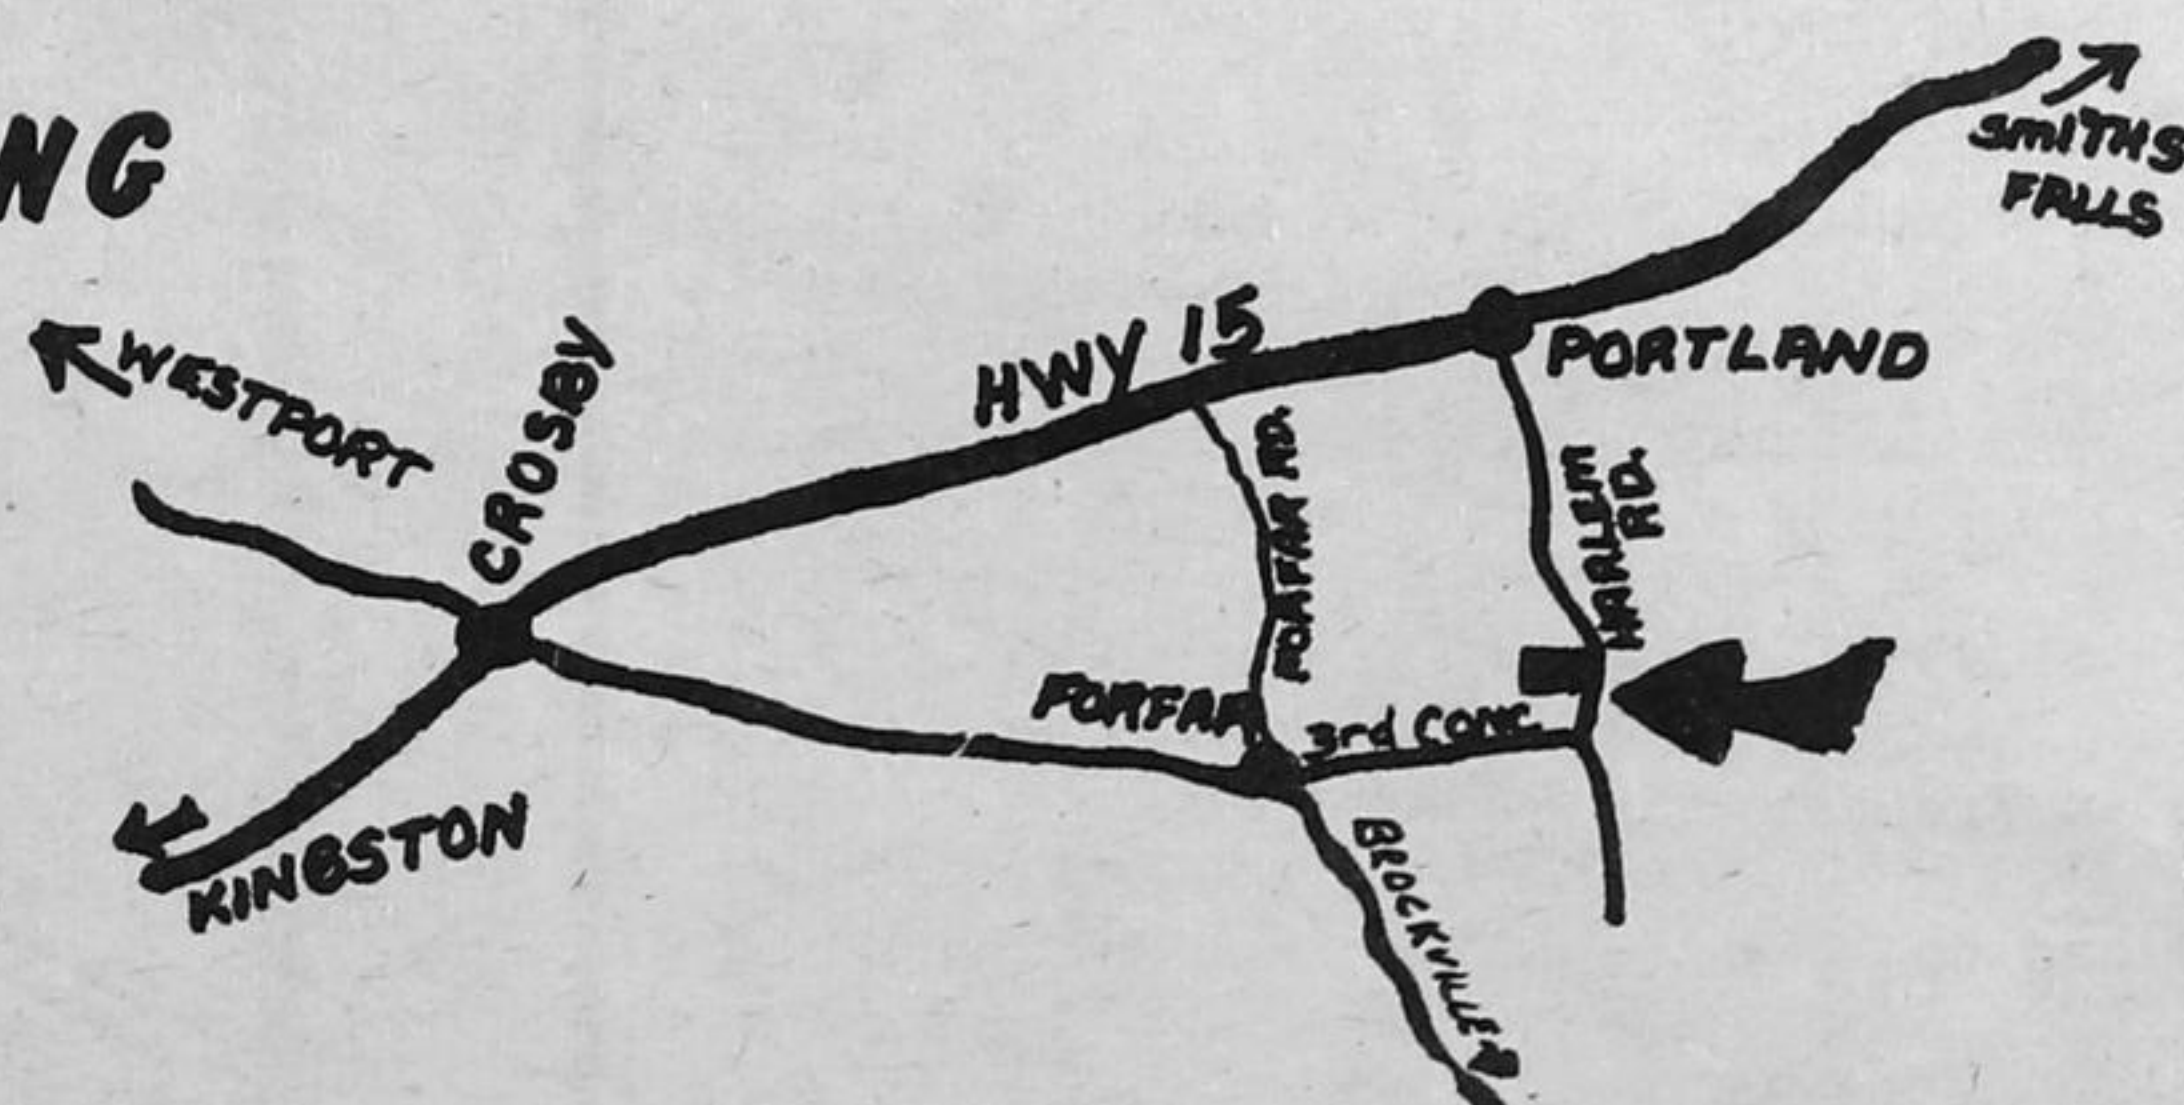 NG
SMITHS
FALLS
HWY 15
WESTPORT
CROSBY
PORTLAND
FORFAR RD.
HARLEM
RD.
FORFAR
3rd CONC.
KINGSTON
BROCKVILLE